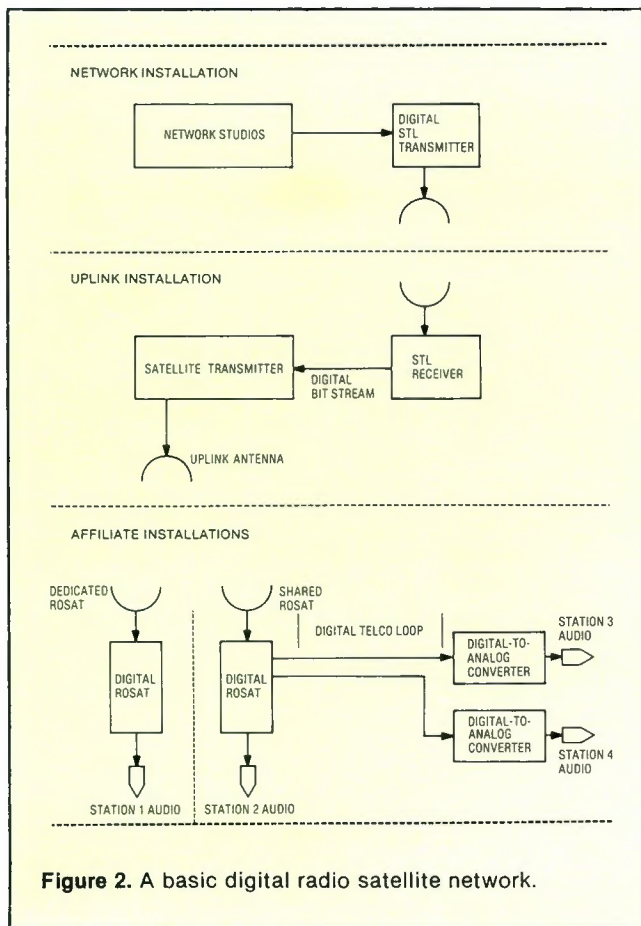 NETWORK INSTALLATION
NETWORK STUDIOS
DIGITAL
STL
TRANSMITTER
UPLINK INSTALLATION
SATELLITE TRANSMITTER
DIGITAL
BIT STREAM
STL
RECEIVER
UPLINK ANTENNA
AFFILIATE INSTALLATIONS
DEDICATED
ROSAT
SHARED
ROSAT
DIGITAL TELCO LOOP
DIGITAL
ROSAT
DIGITAL
ROSAT
DIGITAL-TO-
ANALOG
CONVERTER
STATION 3
AUDIO
DIGITAL-TO-
ANALOG
CONVERTER
STATION 4
AUDIO
STATION 1 AUDIO
STATION 2 AUDIO
Figure 2. A basic digital radio satellite network.